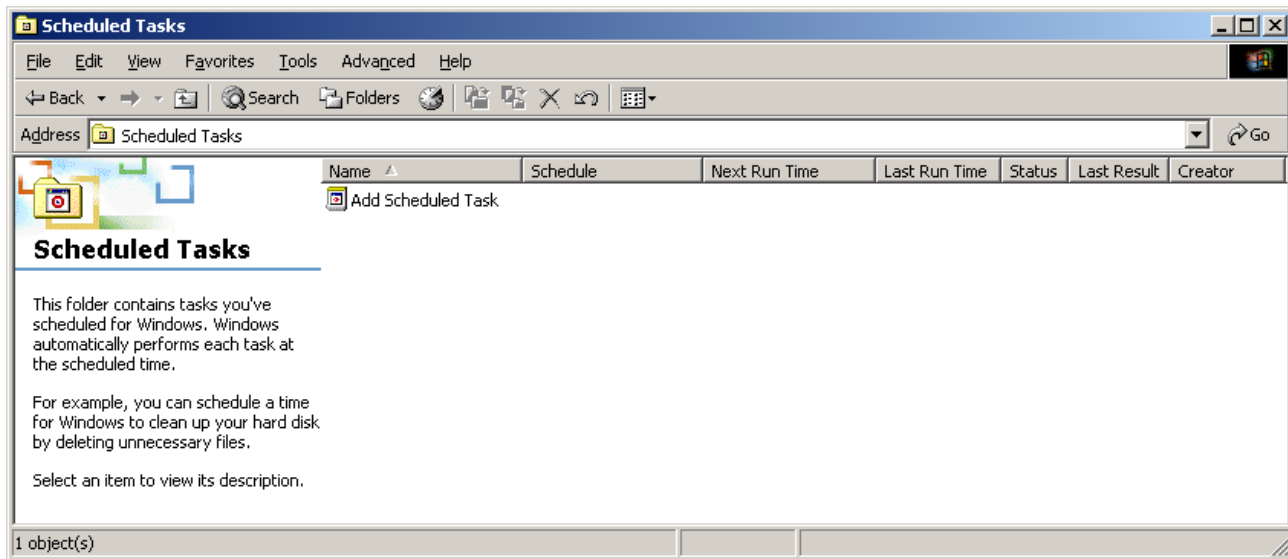 Scheduled Tasks
File Edit View Favorites Tools Advanced Help
Back Search Folders
Address Scheduled Tasks Go
Name Schedule Next Run Time Last Run Time Status Last Result Creator
Add Scheduled Task
Scheduled Tasks
This folder contains tasks you've
scheduled for Windows. Windows
automatically performs each task at
the scheduled time.
For example, you can schedule a time
for Windows to clean up your hard disk
by deleting unnecessary files.
Select an item to view its description.
1 object(s)